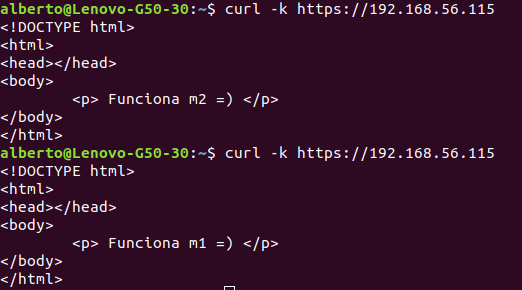 alberto@Lenovo-G50-30:~$ curl -k https://192.168.56.115
<!DOCTYPE html>
<html>
<head></head>
<body>
        <p> Funciona m2 =) </p>
</body>
</html>
alberto@Lenovo-G50-30:~$ curl -k https://192.168.56.115
<!DOCTYPE html>
<html>
<head></head>
<body>
        <p> Funciona m1 =) </p>
</body>
</html>